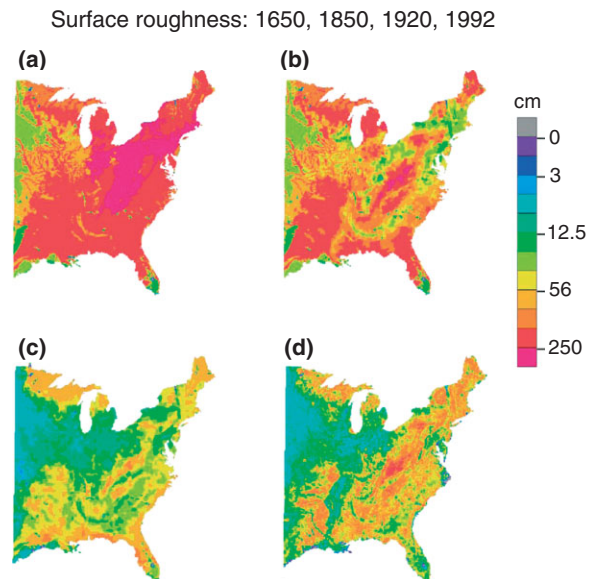 Surface roughness: 1650, 1850, 1920, 1992
(a)
(b)
cm
0
3
12.5
56
250
(c)
(d)